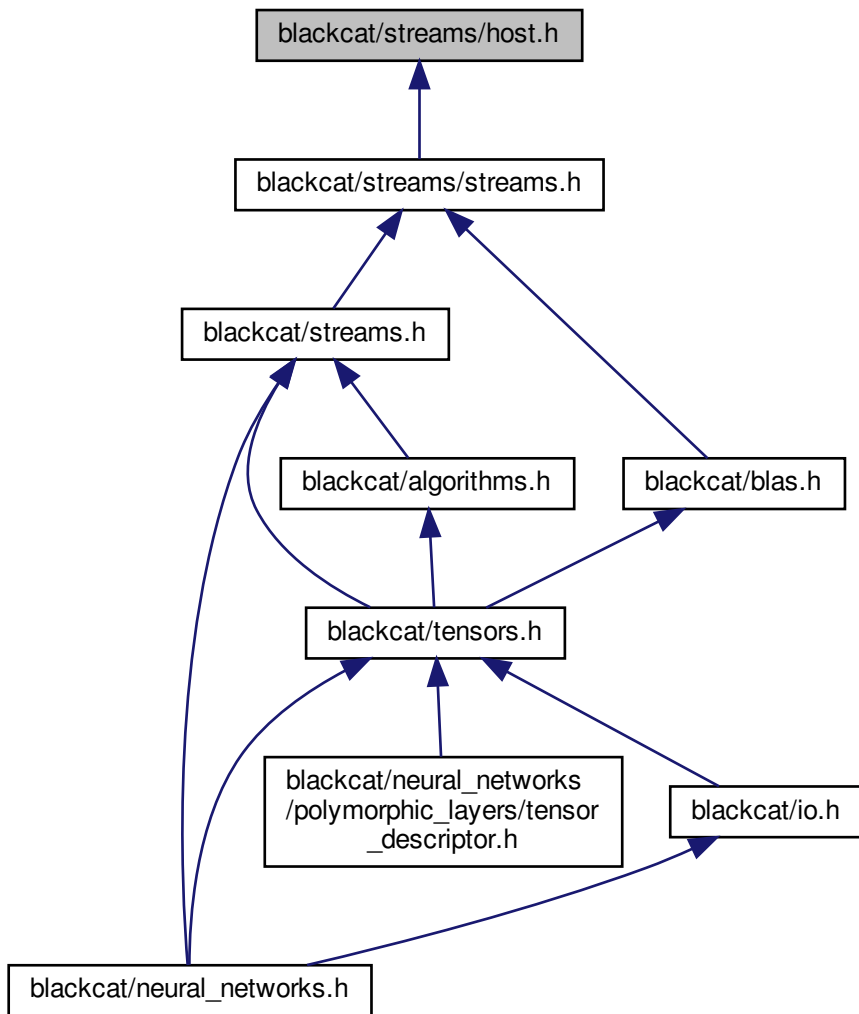 blackcat/streams/host.h
blackcat/streams/streams.h
blackcat/streams.h
blackcat/algorithms.h
blackcat/blas.h
blackcat/tensors.h
blackcat/neural_networks
/polymorphic_layers/tensor
_descriptor.h
blackcat/io.h
blackcat/neural_networks.h